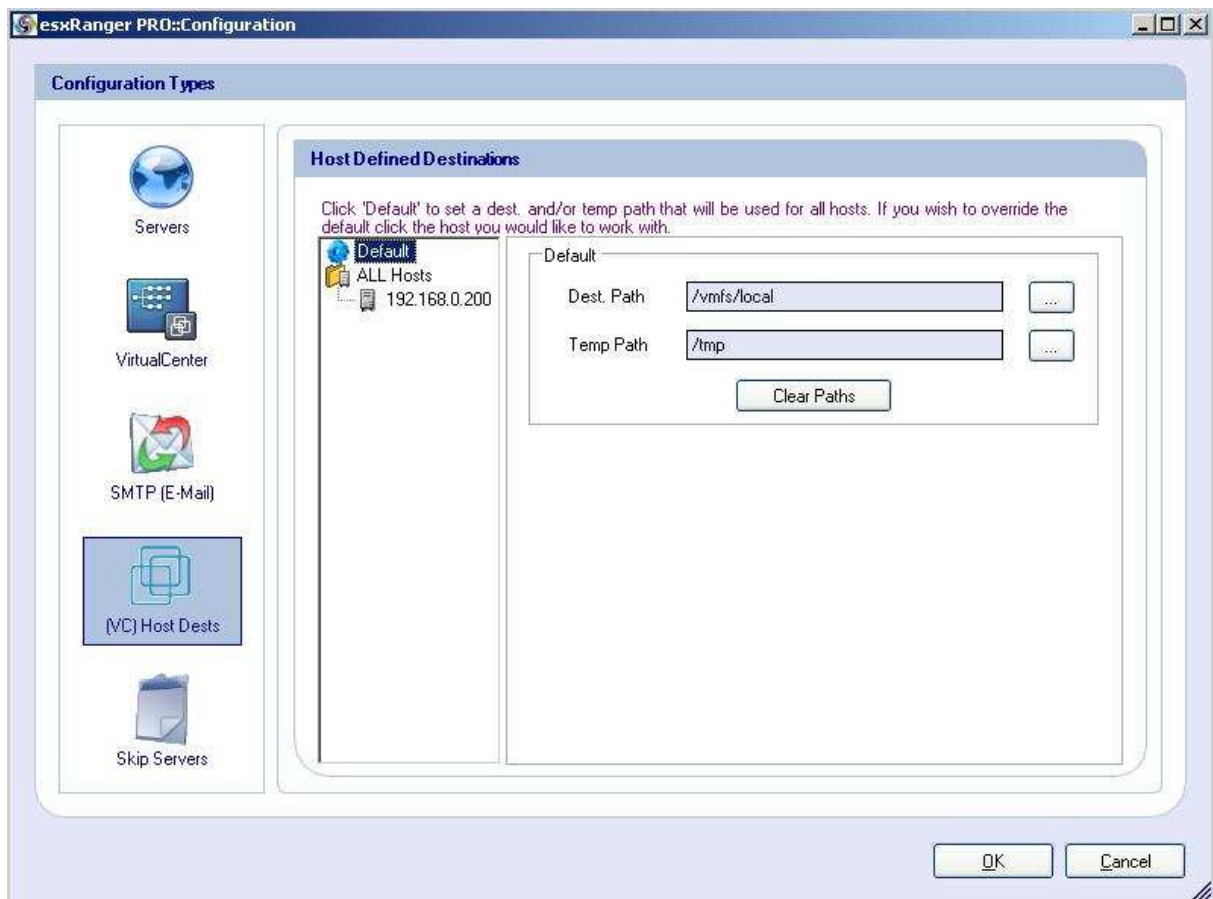 esxRanger PRO::Configuration
Configuration Types
Servers
VirtualCenter
SMTP (E-Mail)
(VC) Host Dests
Skip Servers
Host Defined Destinations
Click 'Default' to set a dest. and/or temp path that will be used for all hosts. If you wish to override the
default click the host you would like to work with.
Default
ALL Hosts
192.168.0.200
Default
Dest. Path /vmfs/local ...
Temp Path /tmp ...
Clear Paths
OK Cancel